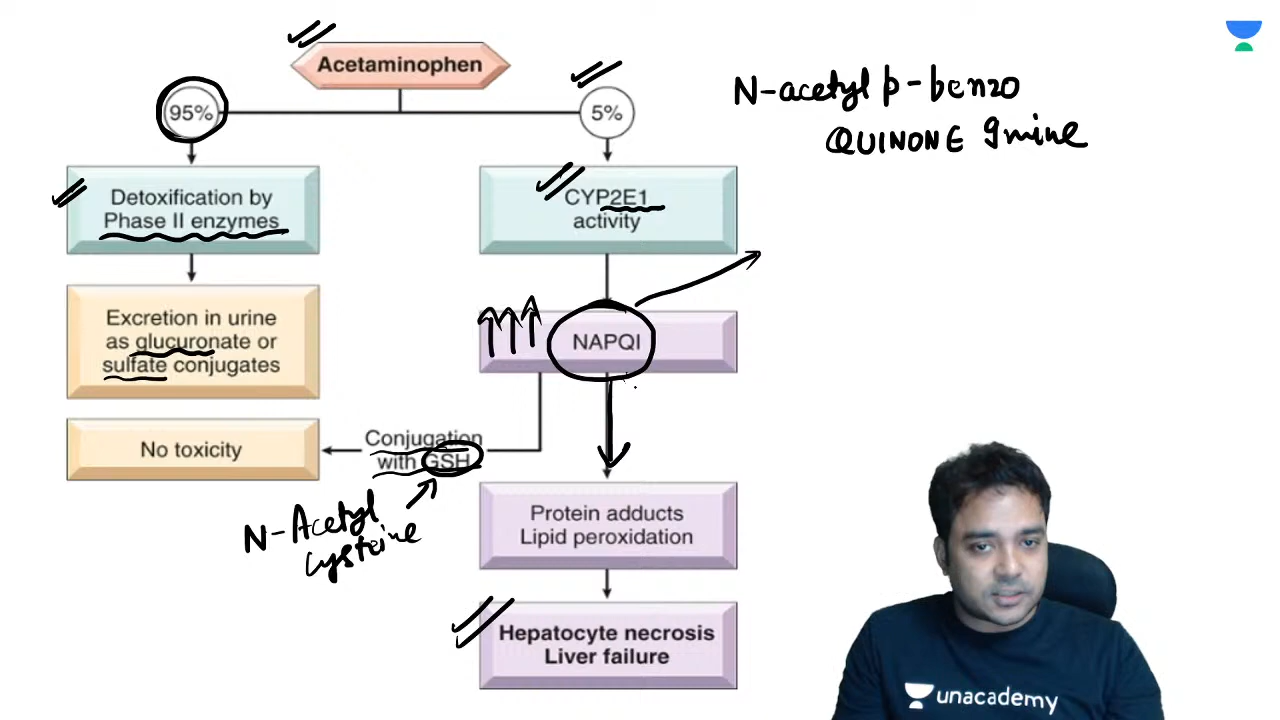 Acetaminophen
95%
5%
N-acetyl p-benzo
QUINONE Imine
Detoxification by
Phase II enzymes
CYP2E1
activity
Excretion in urine
as glucuronate or
sulfate conjugates
NAPQI
No toxicity
Conjugation
with GSH
N-Acetyl
cysteine
Protein adducts
Lipid peroxidation
Hepatocyte necrosis
Liver failure
unacademy